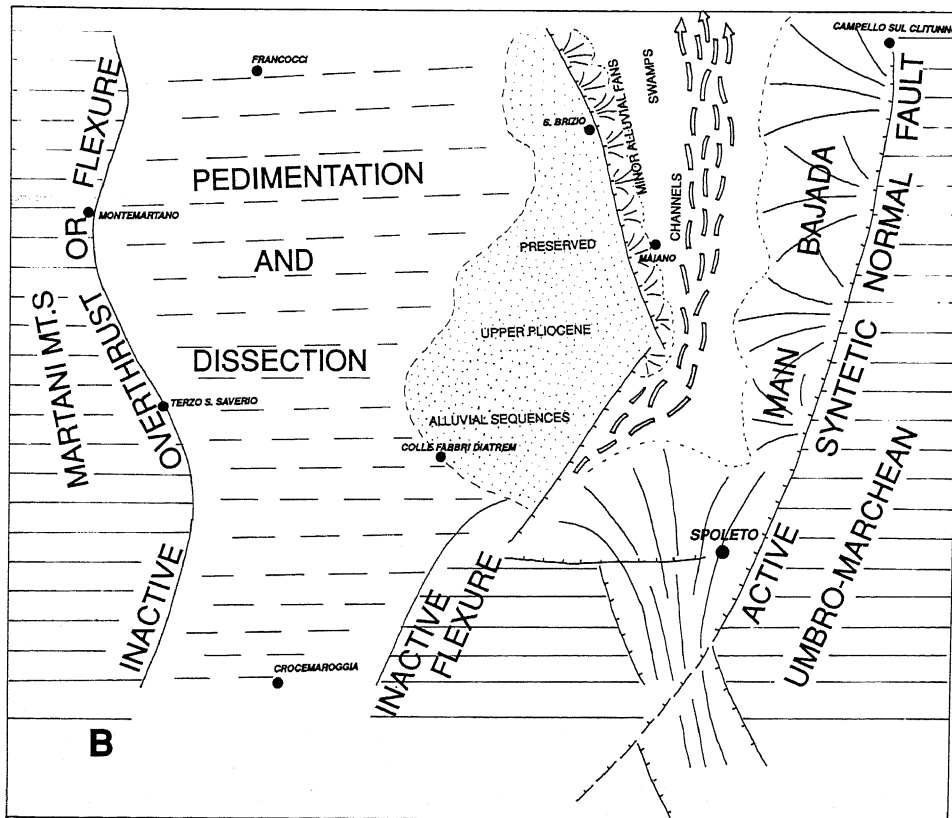 CAMPELLO SUL CLITUNNO
FRANCOCCI
SWAMPS
MINOR ALLUVIAL FANS
S. BRIZIO
PEDIMENTATION
AND
DISSECTION
MONTEMARTANO
CHANNELS
MAIANO
PRESERVED
UPPER PLIOCENE
ALLUVIAL SEQUENCES
COLLE FABBRI DIATREM
TERZO S. SAVERIO
MARTANI MT.S
INACTIVE OVERTHRUST OR FLEXURE
MAIN BAJADA
ACTIVE SYNTETIC NORMAL FAULT
SPOLETO
UMBRO-MARCHEAN
INACTIVE
FLEXURE
CROCEMAROGGIA
B